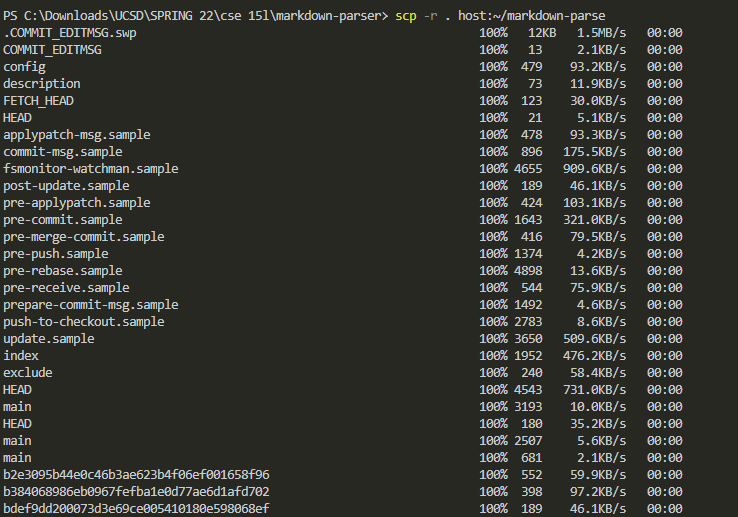 PS C:\Downloads\UCSD\SPRING 22\cse 15l\markdown-parser> scp -r . host:~/markdown-parse
.COMMIT_EDITMSG.swp 100% 12KB 1.5MB/s 00:00
COMMIT_EDITMSG 100% 13 2.1KB/s 00:00
config 100% 479 93.2KB/s 00:00
description 100% 73 11.9KB/s 00:00
FETCH_HEAD 100% 123 30.0KB/s 00:00
HEAD 100% 21 5.1KB/s 00:00
applypatch-msg.sample 100% 478 93.3KB/s 00:00
commit-msg.sample 100% 896 175.5KB/s 00:00
fsmonitor-watchman.sample 100% 4655 909.6KB/s 00:00
post-update.sample 100% 189 46.1KB/s 00:00
pre-applypatch.sample 100% 424 103.1KB/s 00:00
pre-commit.sample 100% 1643 321.0KB/s 00:00
pre-merge-commit.sample 100% 416 79.5KB/s 00:00
pre-push.sample 100% 1374 4.2KB/s 00:00
pre-rebase.sample 100% 4898 13.6KB/s 00:00
pre-receive.sample 100% 544 75.9KB/s 00:00
prepare-commit-msg.sample 100% 1492 4.6KB/s 00:00
push-to-checkout.sample 100% 2783 8.6KB/s 00:00
update.sample 100% 3650 509.6KB/s 00:00
index 100% 1952 476.2KB/s 00:00
exclude 100% 240 58.4KB/s 00:00
HEAD 100% 4543 731.0KB/s 00:00
main 100% 3193 10.0KB/s 00:00
HEAD 100% 180 35.2KB/s 00:00
main 100% 2507 5.6KB/s 00:00
main 100% 681 2.1KB/s 00:00
b2e3095b44e0c46b3ae623b4f06ef001658f96 100% 552 59.9KB/s 00:00
b384068986eb0967fefba1e0d77ae6d1afd702 100% 398 97.2KB/s 00:00
bdef9dd200073d3e69ce005410180e598068ef 100% 189 46.1KB/s 00:00